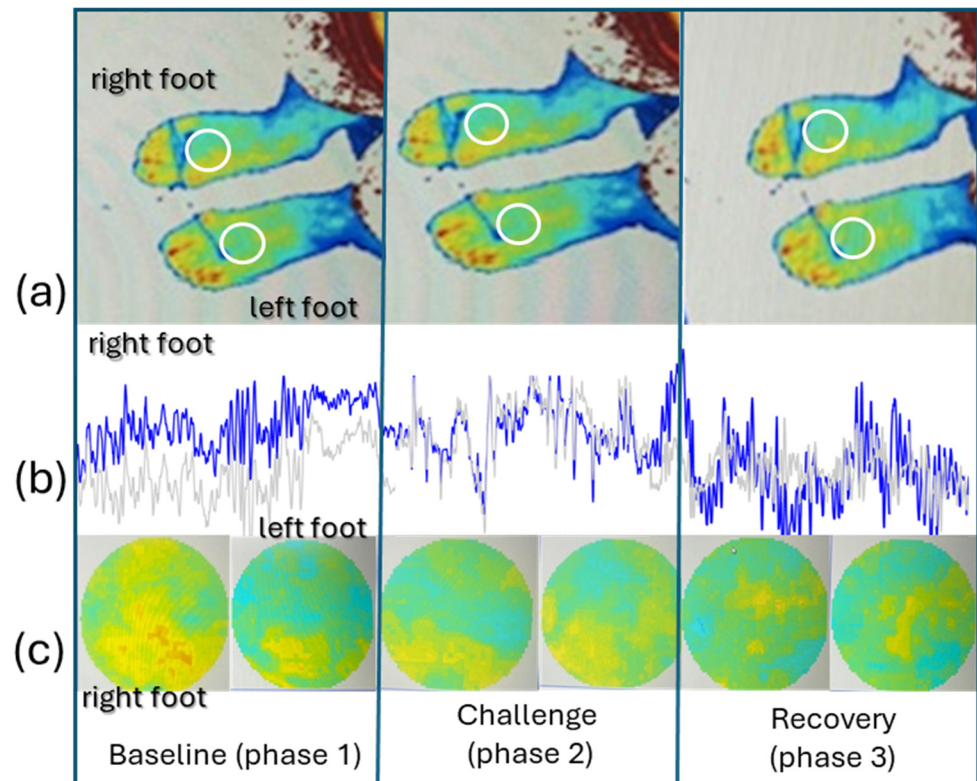 right foot
left foot
(a)
right foot
(b)
left foot
(c)
right foot
Baseline (phase 1)
Challenge
(phase 2)
Recovery
(phase 3)